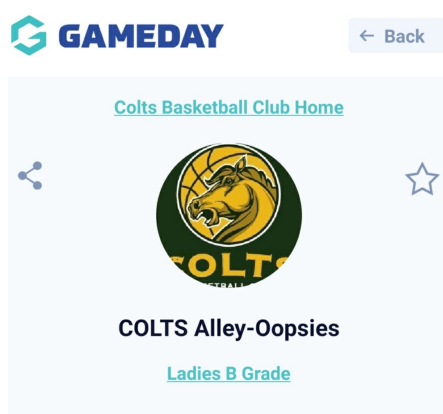 GAMEDAY
← Back
Colts Basketball Club Home
COLTS
COLTS Alley-Oopsies
Ladies B Grade